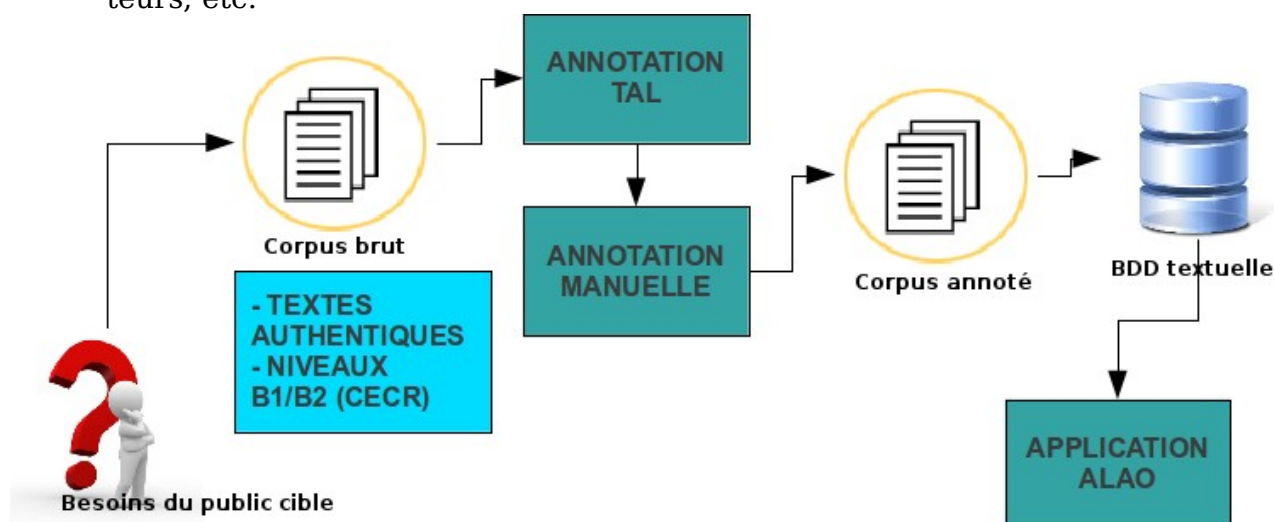 teurs, etc.
ANNOTATION
TAL
Corpus brut
ANNOTATION
MANUELLE
Corpus annoté
BDD textuelle
- TEXTES
AUTHENTIQUES
- NIVEAUX
B1/B2 (CECR)
APPLICATION
ALAO
Besoins du public cible